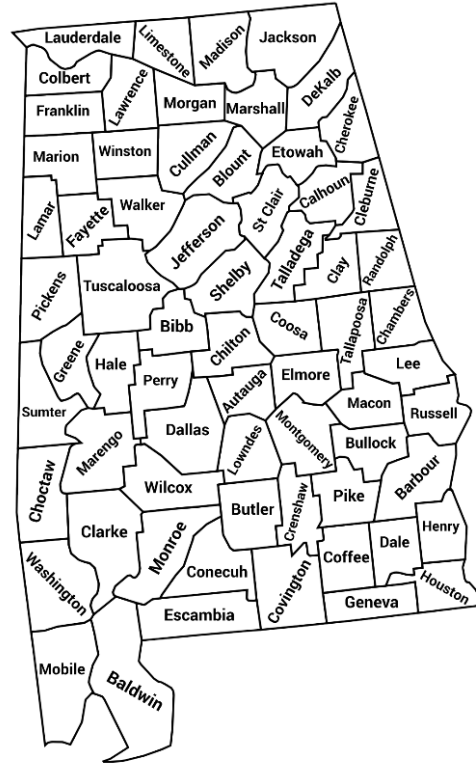 Lauderdale
Limestone
Madison
Jackson
Colbert
Lawrence
Franklin
Morgan
Marshall
DeKalb
Cherokee
Marion
Winston
Cullman
Blount
Etowah
Lamar
Fayette
Walker
Jefferson
St Clair
Calhoun
Cleburne
Pickens
Tuscaloosa
Shelby
Talladega
Clay
Randolph
Greene
Hale
Bibb
Perry
Chilton
Coosa
Tallapoosa
Chambers
Sumter
Autauga
Elmore
Lee
Macon
Russell
Marengo
Dallas
Lowndes
Montgomery
Bullock
Choctaw
Wilcox
Butler
Crenshaw
Pike
Barbour
Clarke
Monroe
Conecuh
Covington
Coffee
Dale
Henry
Washington
Escambia
Geneva
Houston
Mobile
Baldwin